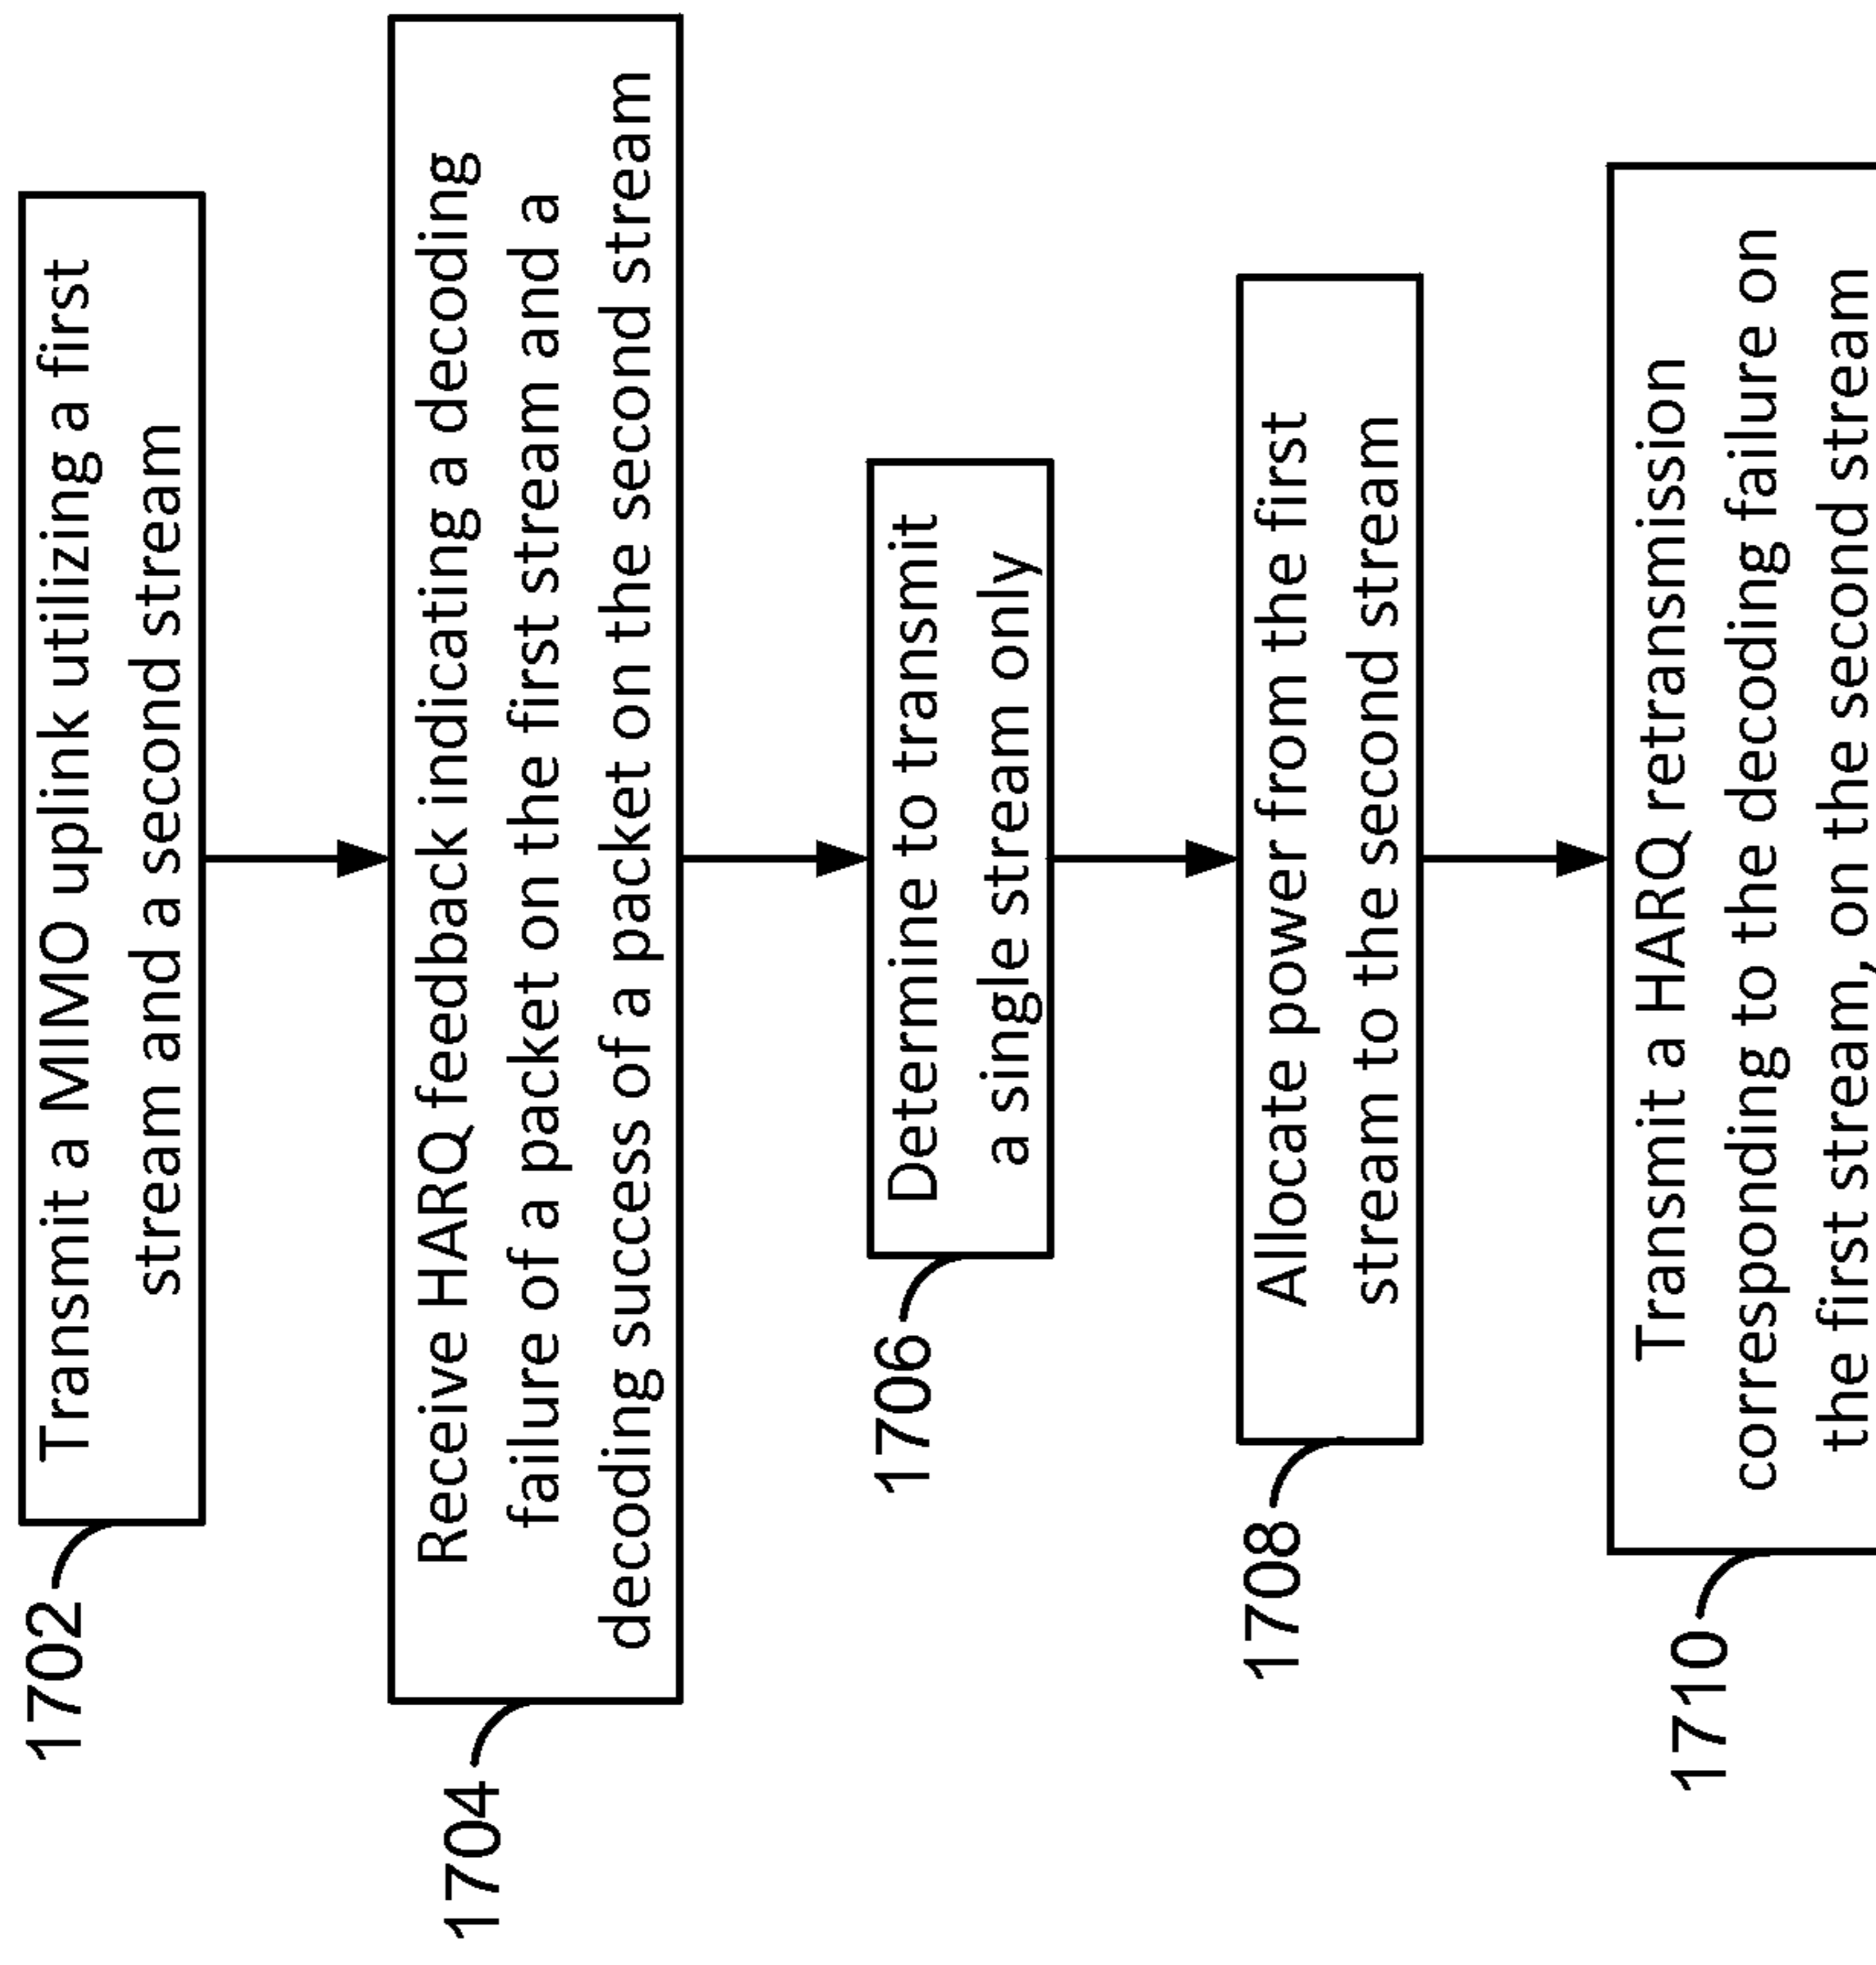 1702
Transmit a MIMO uplink utilizing a first
stream and a second stream
1704
Receive HARQ feedback indicating a decoding
failure of a packet on the first stream and a
decoding success of a packet on the second stream
1706
Determine to transmit
a single stream only
1708
Allocate power from the first
stream to the second stream
1710
Transmit a HARQ retransmission
corresponding to the decoding failure on
the first stream, on the second stream